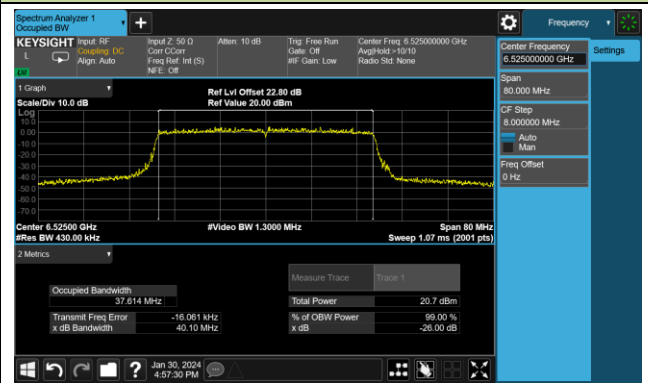 Spectrum Analyzer 1
Occupied BW
Frequency
KEYSIGHT
L
Input: RF
Coupling: DC
Align: Auto
Input Z: 50 Ω
Corr CCorr
Freq Ref: Int (S)
NFE: Off
Atten: 10 dB
Trig: Free Run
Gate: Off
#IF Gain: Low
Center Freq: 6.525000000 GHz
Avg|Hold:>10/10
Radio Std: None
Center Frequency
6.525000000 GHz
Settings
Span
80.000 MHz
CF Step
8.000000 MHz
Auto
Man
Freq Offset
0 Hz
1 Graph
Scale/Div 10.0 dB
Ref Lvl Offset 22.80 dB
Ref Value 20.00 dBm
Log
10.0
0.00
-10.0
-20.0
-30.0
-40.0
-50.0
-60.0
-70.0
Center 6.52500 GHz
#Video BW 1.3000 MHz
Span 80 MHz
#Res BW 430.00 kHz
Sweep 1.07 ms (2001 pts)
2 Metrics
Measure Trace
Trace 1
Occupied Bandwidth
37.614 MHz
Total Power
20.7 dBm
Transmit Freq Error
-16.061 kHz
% of OBW Power
99.00 %
x dB Bandwidth
40.10 MHz
x dB
-26.00 dB
Jan 30, 2024
4:57:30 PM